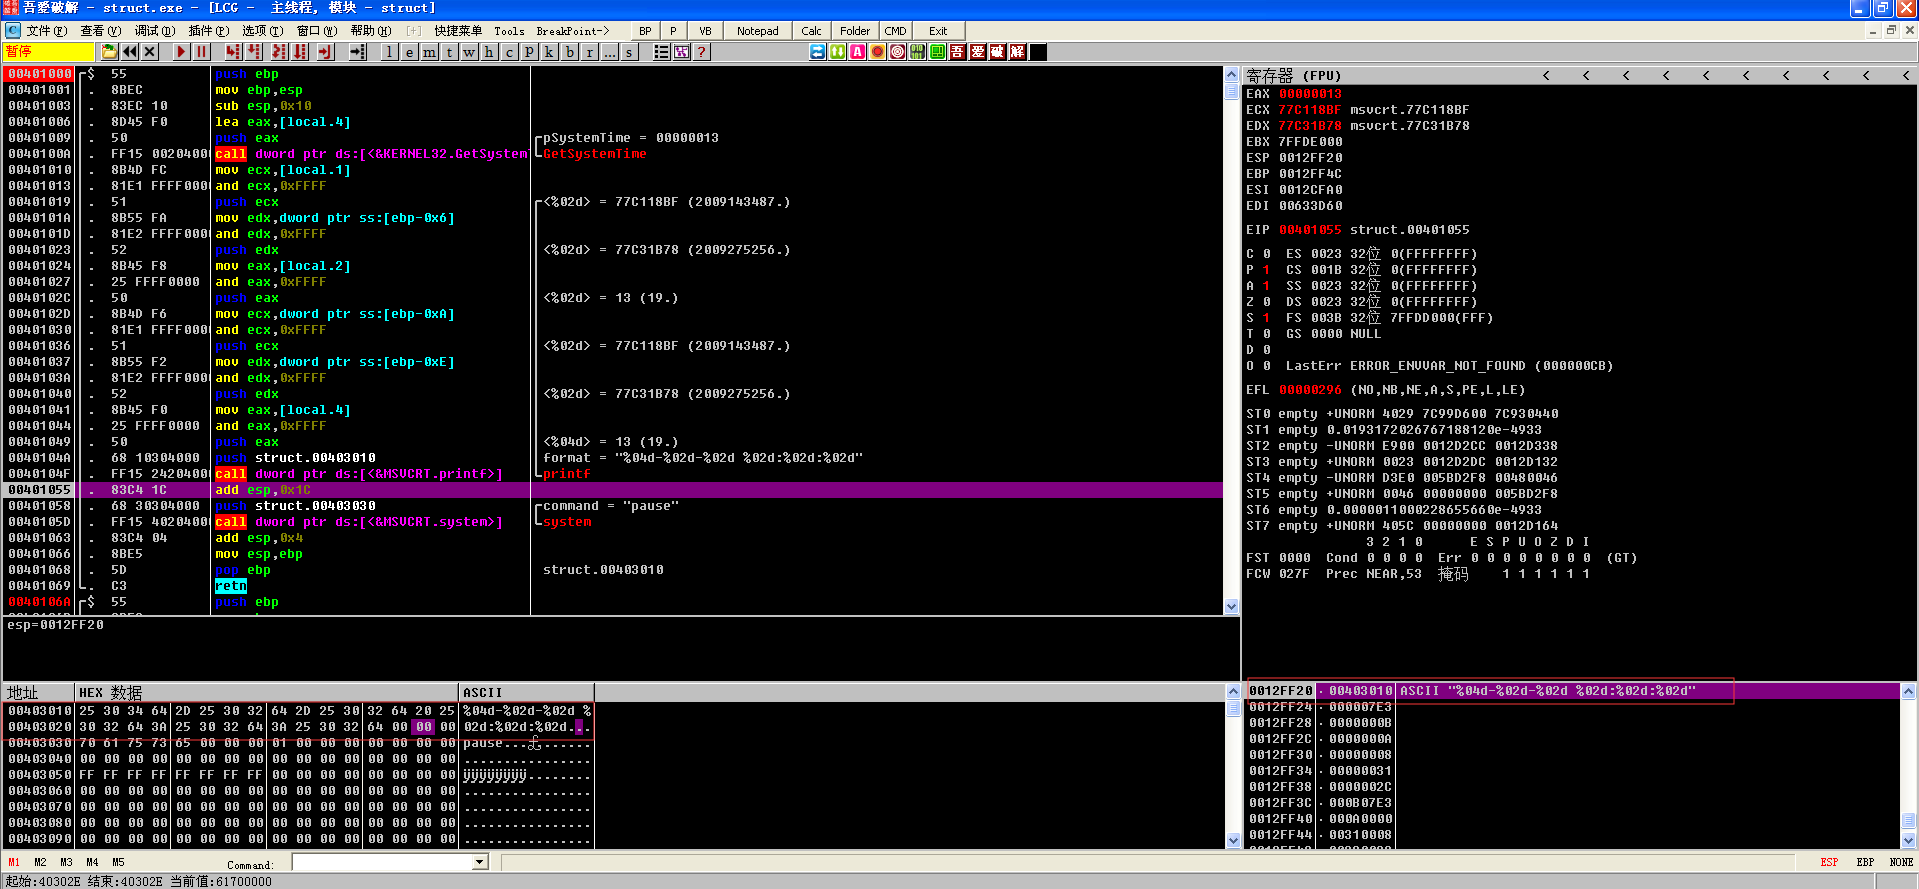 吾愛破解 - struct.exe - [LCG -  主线程, 模块 - struct]
文件(F) 查看(V) 调试(D) 插件(P) 选项(T) 窗口(W) 帮助(H) [+] 快捷菜单 Tools BreakPoint-> BP P VB Notepad Calc Folder CMD Exit
暂停 l e m t w h c p k b r ... s ? 吾 愛 破 解
00401000 $ 55 push ebp
00401001 . 8BEC mov ebp,esp
00401003 . 83EC 10 sub esp,0x10
00401006 . 8D45 F0 lea eax,[local.4]
00401009 . 50 push eax pSystemTime = 00000013
0040100A . FF15 00204000 call dword ptr ds:[<&KERNEL32.GetSystem GetSystemTime
00401010 . 8B4D FC mov ecx,[local.1]
00401013 . 81E1 FFFF0000 and ecx,0xFFFF
00401019 . 51 push ecx <%02d> = 77C118BF (2009143487.)
0040101A . 8B55 FA mov edx,dword ptr ss:[ebp-0x6]
0040101D . 81E2 FFFF0000 and edx,0xFFFF
00401023 . 52 push edx <%02d> = 77C31B78 (2009275256.)
00401024 . 8B45 F8 mov eax,[local.2]
00401027 . 25 FFFF0000 and eax,0xFFFF
0040102C . 50 push eax <%02d> = 13 (19.)
0040102D . 8B4D F6 mov ecx,dword ptr ss:[ebp-0xA]
00401030 . 81E1 FFFF0000 and ecx,0xFFFF
00401036 . 51 push ecx <%02d> = 77C118BF (2009143487.)
00401037 . 8B55 F2 mov edx,dword ptr ss:[ebp-0xE]
0040103A . 81E2 FFFF0000 and edx,0xFFFF
00401040 . 52 push edx <%02d> = 77C31B78 (2009275256.)
00401041 . 8B45 F0 mov eax,[local.4]
00401044 . 25 FFFF0000 and eax,0xFFFF
00401049 . 50 push eax <%04d> = 13 (19.)
0040104A . 68 10304000 push struct.00403010 format = "%04d-%02d-%02d %02d:%02d:%02d"
0040104F . FF15 24204000 call dword ptr ds:[<&MSVCRT.printf>] printf
00401055 . 83C4 1C add esp,0x1C
00401058 . 68 30304000 push struct.00403030 command = "pause"
0040105D . FF15 40204000 call dword ptr ds:[<&MSVCRT.system>] system
00401063 . 83C4 04 add esp,0x4
00401066 . 8BE5 mov esp,ebp
00401068 . 5D pop ebp struct.00403010
00401069 . C3 retn
0040106A $ 55 push ebp
esp=0012FF20
寄存器 (FPU) < < < < < < < < < <
EAX 00000013
ECX 77C118BF msvcrt.77C118BF
EDX 77C31B78 msvcrt.77C31B78
EBX 7FFDE000
ESP 0012FF20
EBP 0012FF4C
ESI 0012CFA0
EDI 00633D60
EIP 00401055 struct.00401055
C 0 ES 0023 32位 0(FFFFFFFF)
P 1 CS 001B 32位 0(FFFFFFFF)
A 1 SS 0023 32位 0(FFFFFFFF)
Z 0 DS 0023 32位 0(FFFFFFFF)
S 1 FS 003B 32位 7FFDD000(FFF)
T 0 GS 0000 NULL
D 0
O 0 LastErr ERROR_ENVVAR_NOT_FOUND (000000CB)
EFL 00000296 (NO,NB,NE,A,S,PE,L,LE)
ST0 empty +UNORM 4029 7C99D600 7C930440
ST1 empty 0.0193172026767188120e-4933
ST2 empty -UNORM E900 0012D2CC 0012D338
ST3 empty +UNORM 0023 0012D2DC 0012D132
ST4 empty -UNORM D3E0 005BD2F8 00480046
ST5 empty +UNORM 0046 00000000 005BD2F8
ST6 empty 0.0000011000228655660e-4933
ST7 empty +UNORM 405C 00000000 0012D164
3 2 1 0 E S P U O Z D I
FST 0000 Cond 0 0 0 0 Err 0 0 0 0 0 0 0 0 (GT)
FCW 027F Prec NEAR,53 掩码 1 1 1 1 1 1
地址 HEX 数据 ASCII
00403010 25 30 34 64 2D 25 30 32 64 2D 25 30 32 64 20 25 %04d-%02d-%02d %
00403020 30 32 64 3A 25 30 32 64 3A 25 30 32 64 00 00 00 02d:%02d:%02d...
00403030 70 61 75 73 65 00 00 00 01 00 00 00 00 00 00 00 pause...........
00403040 00 00 00 00 00 00 00 00 00 00 00 00 00 00 00 00 ................
00403050 FF FF FF FF FF FF FF FF 00 00 00 00 00 00 00 00 ÿÿÿÿÿÿÿÿ........
00403060 00 00 00 00 00 00 00 00 00 00 00 00 00 00 00 00 ................
00403070 00 00 00 00 00 00 00 00 00 00 00 00 00 00 00 00 ................
00403080 00 00 00 00 00 00 00 00 00 00 00 00 00 00 00 00 ................
00403090 00 00 00 00 00 00 00 00 00 00 00 00 00 00 00 00 ................
0012FF20 00403010 ASCII "%04d-%02d-%02d %02d:%02d:%02d"
0012FF24 000007E3
0012FF28 0000000B
0012FF2C 0000000A
0012FF30 00000008
0012FF34 00000031
0012FF38 0000002C
0012FF3C 000B07E3
0012FF40 000A0000
0012FF44 00310008
M1 M2 M3 M4 M5 Command: ESP EBP NONE
起始:40302E 结束:40302E 当前值:61700000